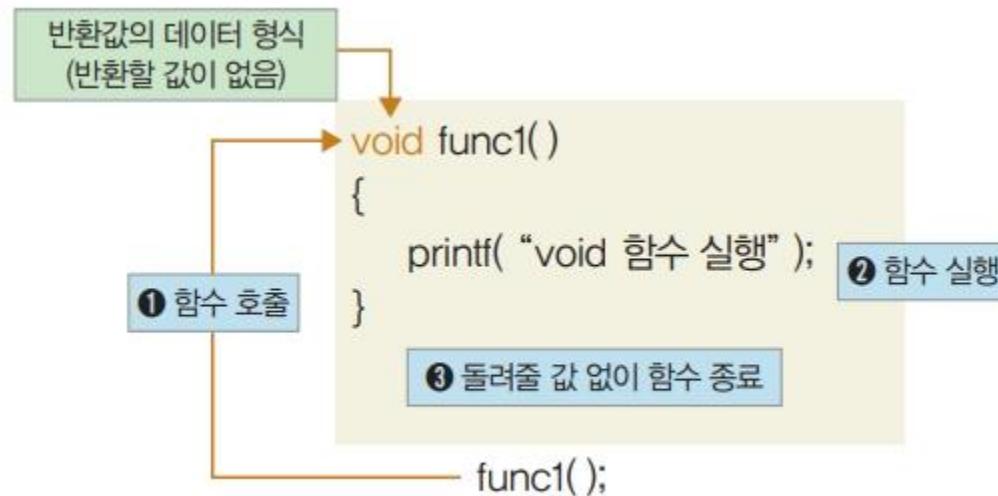 반환값의 데이터 형식
(반환할 값이 없음)
void func1( )
{
printf( “void 함수 실행” );
❷ 함수 실행
❶ 함수 호출
}
❸ 돌려줄 값 없이 함수 종료
func1( );